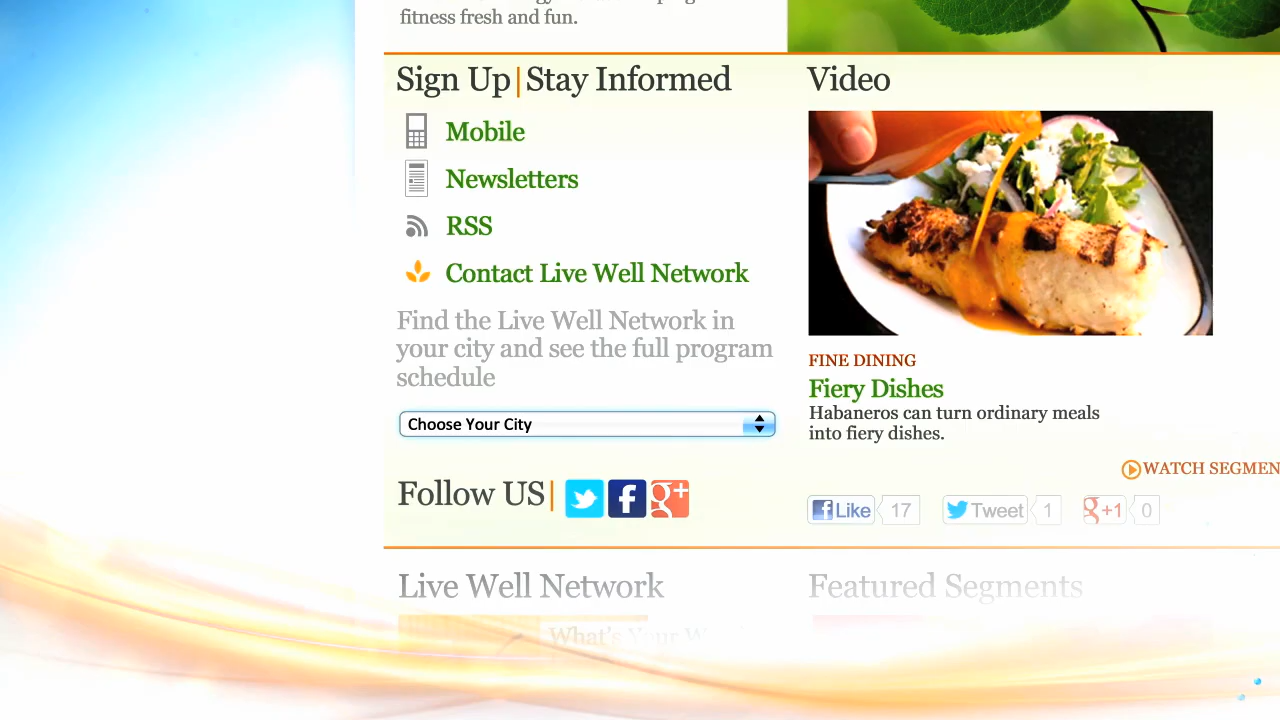 fitness fresh and fun.
Sign Up|Stay Informed
Mobile
Newsletters
RSS
Contact Live Well Network
Find the Live Well Network in
your city and see the full program
schedule
Choose Your City
Follow US|
Video
FINE DINING
Fiery Dishes
Habaneros can turn ordinary meals
into fiery dishes.
WATCH SEGMEN
Like 17
Tweet 1
+1 0
Live Well Network
What's Your W
Featured Segments